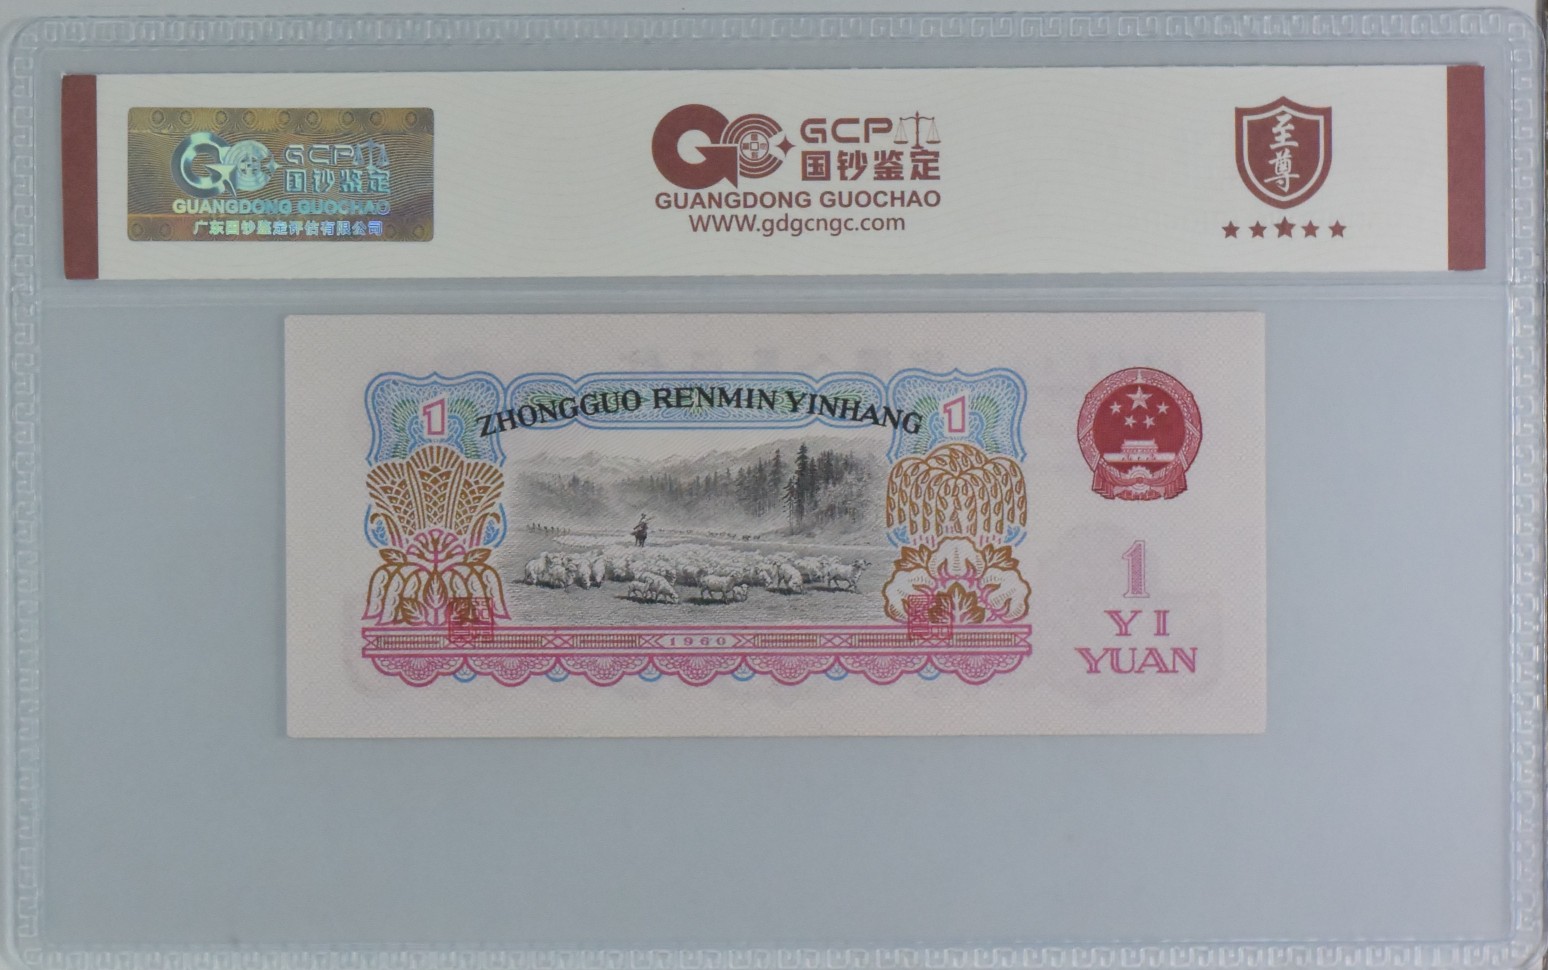 GCP
国钞鉴定
GUANGDONG GUOCHAO
广东国钞鉴定评估有限公司
GCP
国钞鉴定
GUANGDONG GUOCHAO
WWW.gdgcngc.com
至
尊
1
ZHONGGUO RENMIN YINHANG
1
1960
1
YI
YUAN